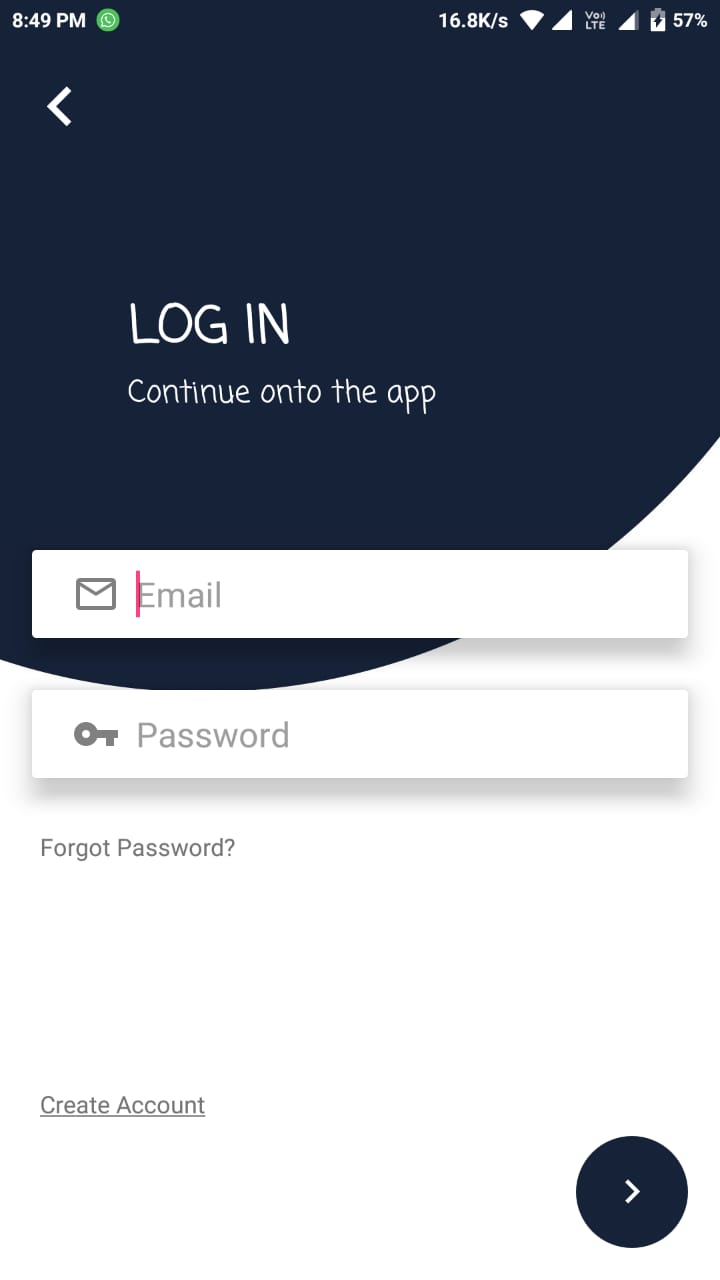 8:49 PM 16.8K/s Vo)) LTE 57%
LOG IN
Continue onto the app
Email
Password
Forgot Password?
Create Account